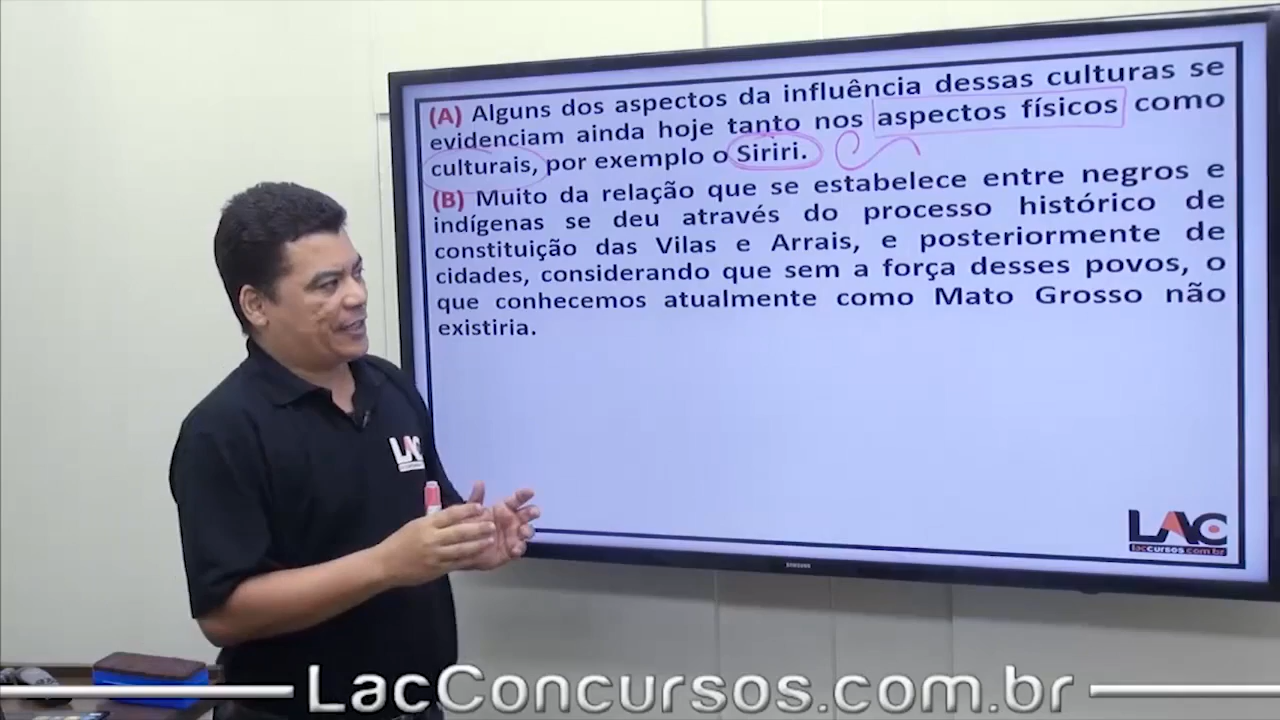 (A) Alguns dos aspectos da influência dessas culturas se
evidenciam ainda hoje tanto nos aspectos físicos como
culturais, por exemplo o Siriri.
(B) Muito da relação que se estabelece entre negros e
indígenas se deu através do processo histórico de
constituição das Vilas e Arrais, e posteriormente de
cidades, considerando que sem a força desses povos, o
que conhecemos atualmente como Mato Grosso não
existiria.
LAC
LAC
laccursos.com.br
SAMSUNG
LacConcursos.com.br